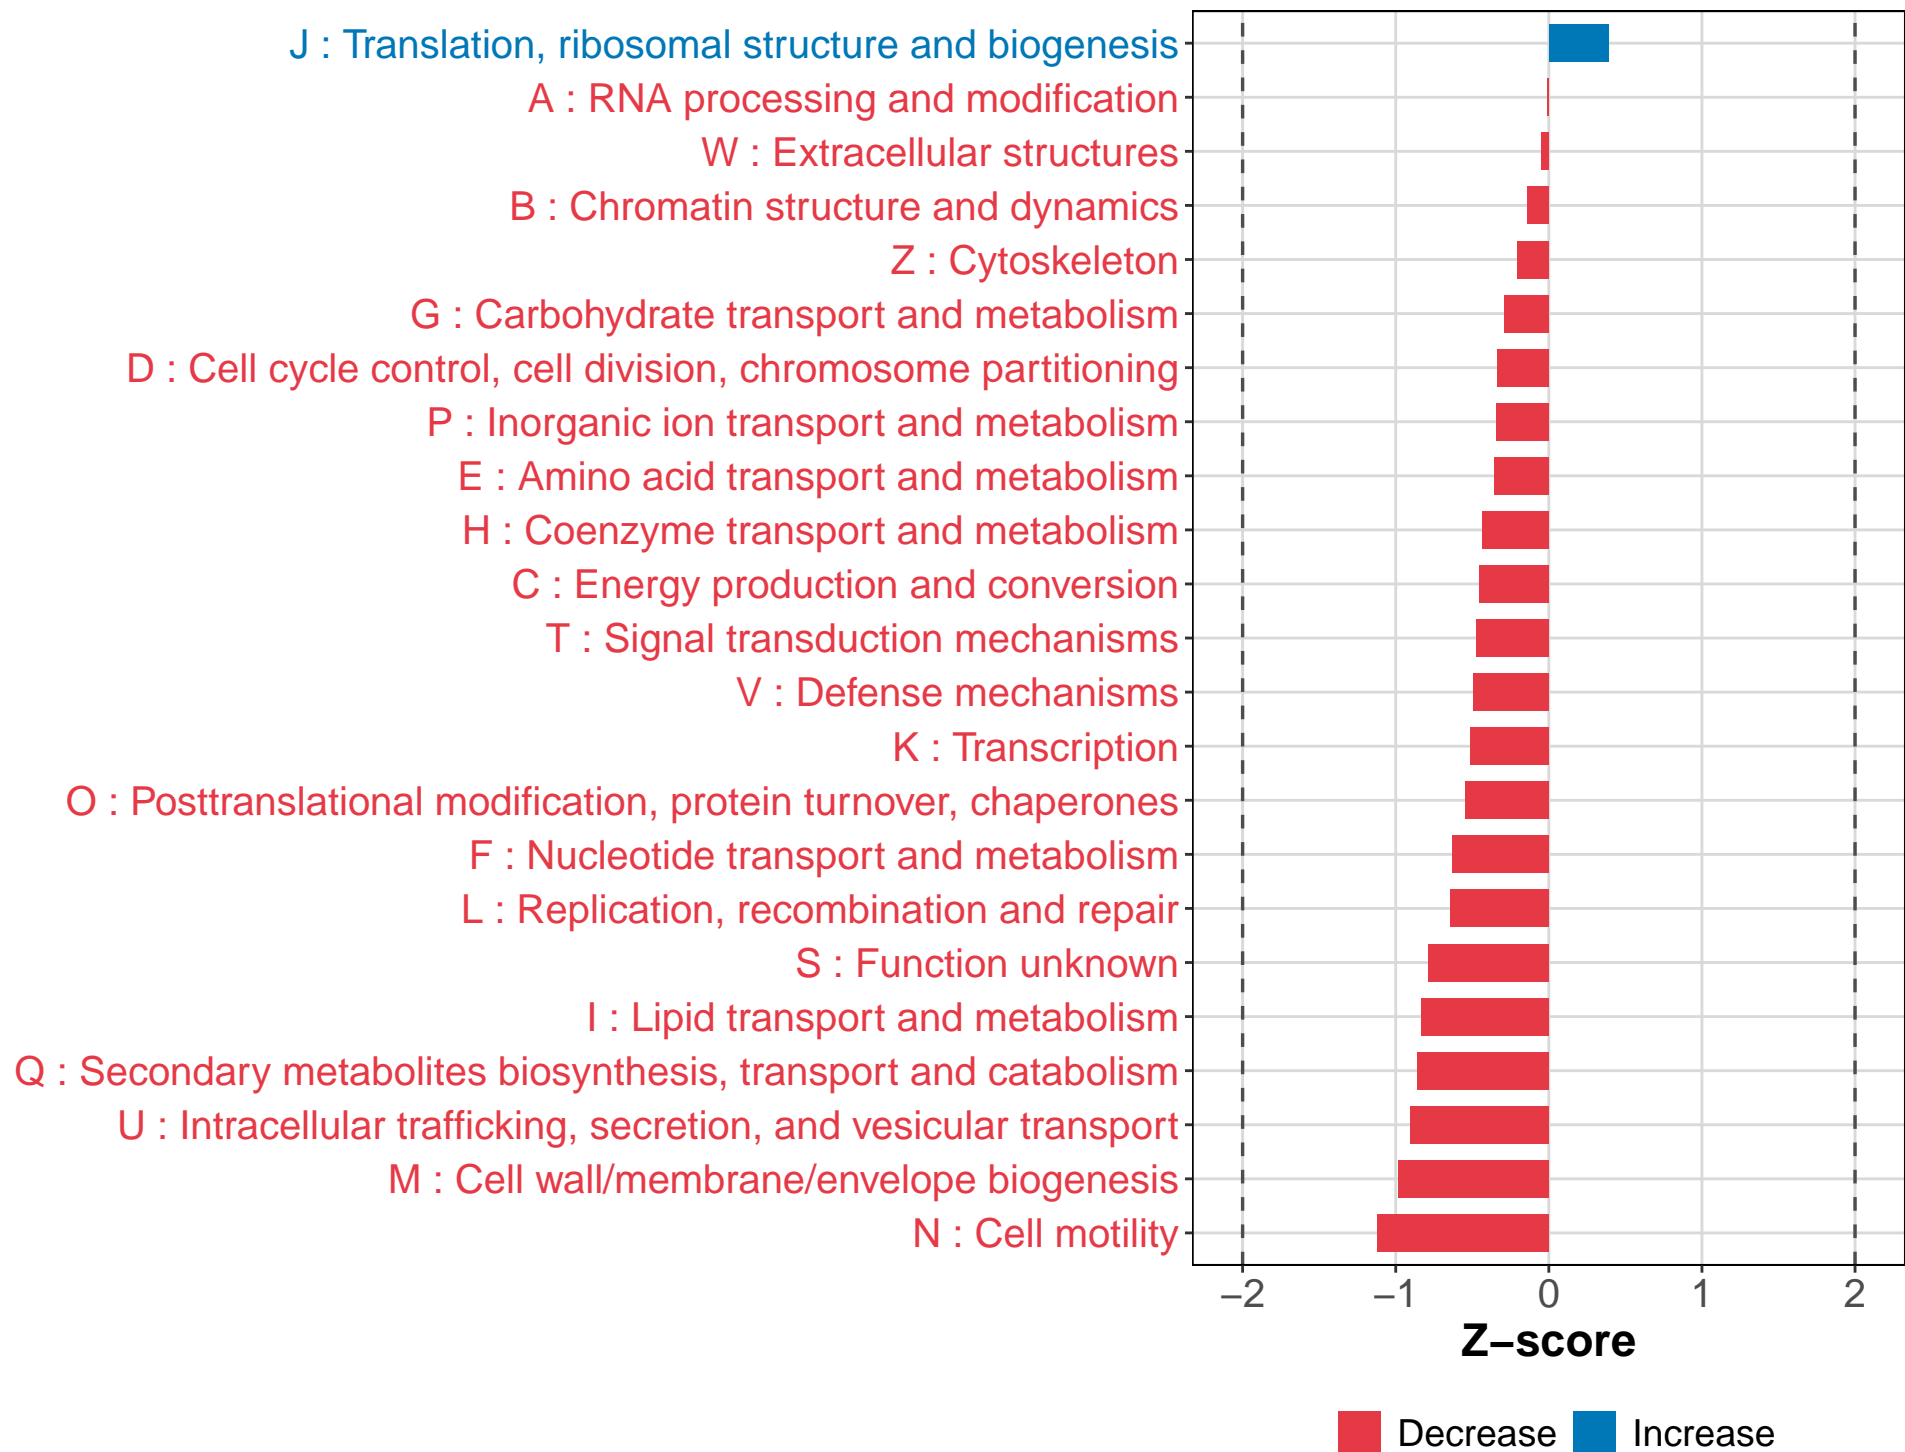 J : Translation, ribosomal structure and biogenesis
A : RNA processing and modification
W : Extracellular structures
B : Chromatin structure and dynamics
Z : Cytoskeleton
G : Carbohydrate transport and metabolism
D : Cell cycle control, cell division, chromosome partitioning
P : Inorganic ion transport and metabolism
E : Amino acid transport and metabolism
H : Coenzyme transport and metabolism
C : Energy production and conversion
T : Signal transduction mechanisms
V : Defense mechanisms
K : Transcription
O : Posttranslational modification, protein turnover, chaperones
F : Nucleotide transport and metabolism
L : Replication, recombination and repair
S : Function unknown
I : Lipid transport and metabolism
Q : Secondary metabolites biosynthesis, transport and catabolism
U : Intracellular trafficking, secretion, and vesicular transport
M : Cell wall/membrane/envelope biogenesis
N : Cell motility
−2 −1 0 1 2
Z−score
Decrease Increase